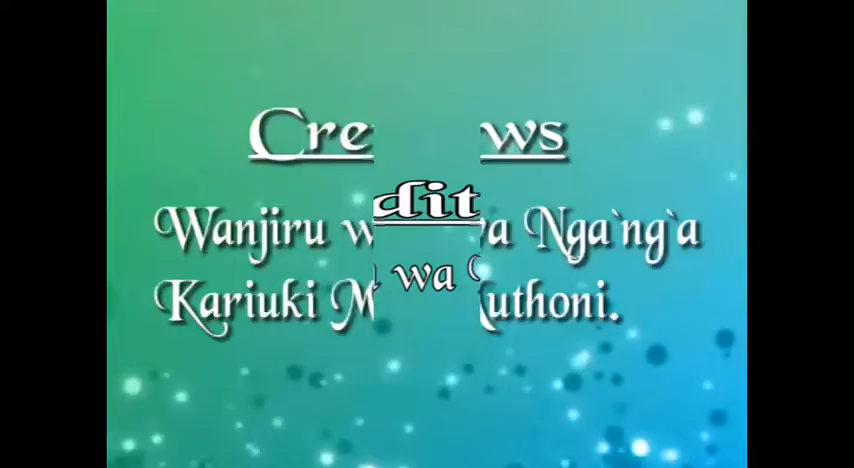 Cre ws
dit
Wanjiru w a Nga`ng`a
wa
Kariuki M uthoni.